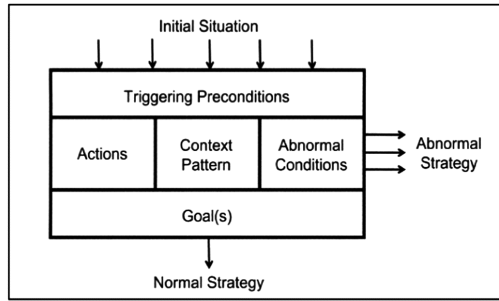 Initial Situation
Triggering Preconditions
Actions
Context
Pattern
Abnormal
Conditions
Abnormal
Strategy
Goal(s)
Normal Strategy